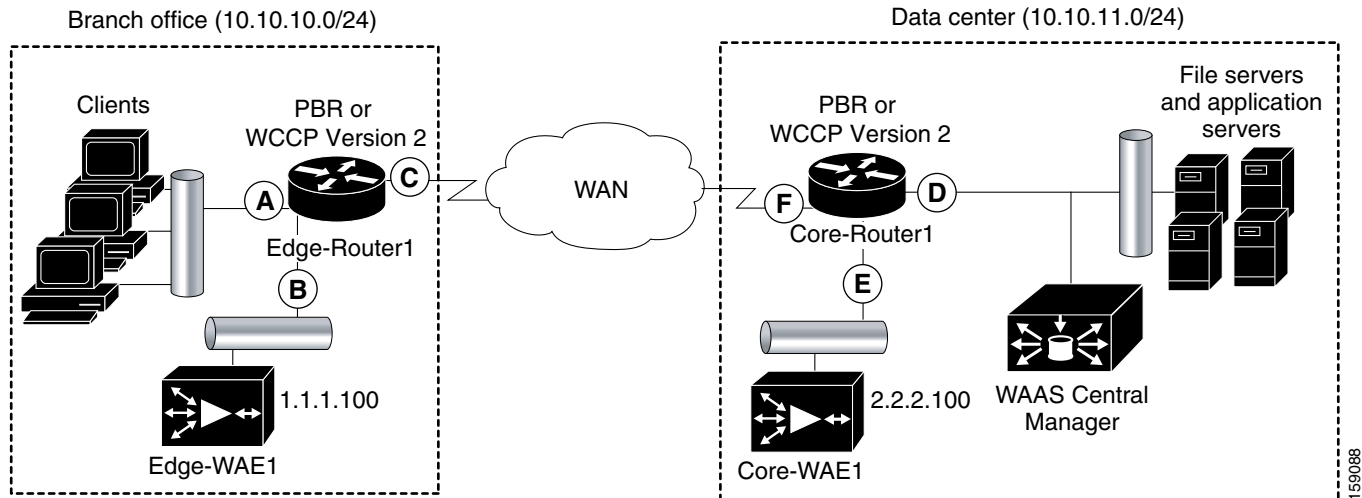 Branch office (10.10.10.0/24)
Data center (10.10.11.0/24)
Clients
PBR or
WCCP Version 2
A
C
Edge-Router1
B
1.1.1.100
Edge-WAE1
WAN
PBR or
WCCP Version 2
F
D
Core-Router1
E
2.2.2.100
Core-WAE1
File servers
and application
servers
WAAS Central
Manager
159088